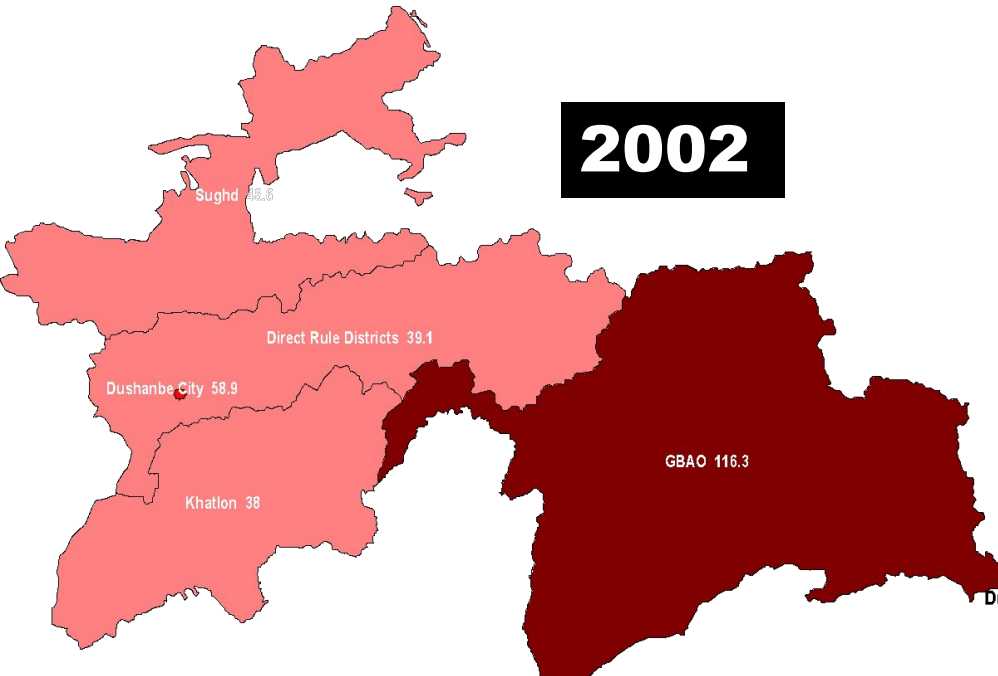 2002
Sughd
Direct Rule Districts 39.1
Dushanbe City 58.9
GBAO 116.3
Khatlon 38